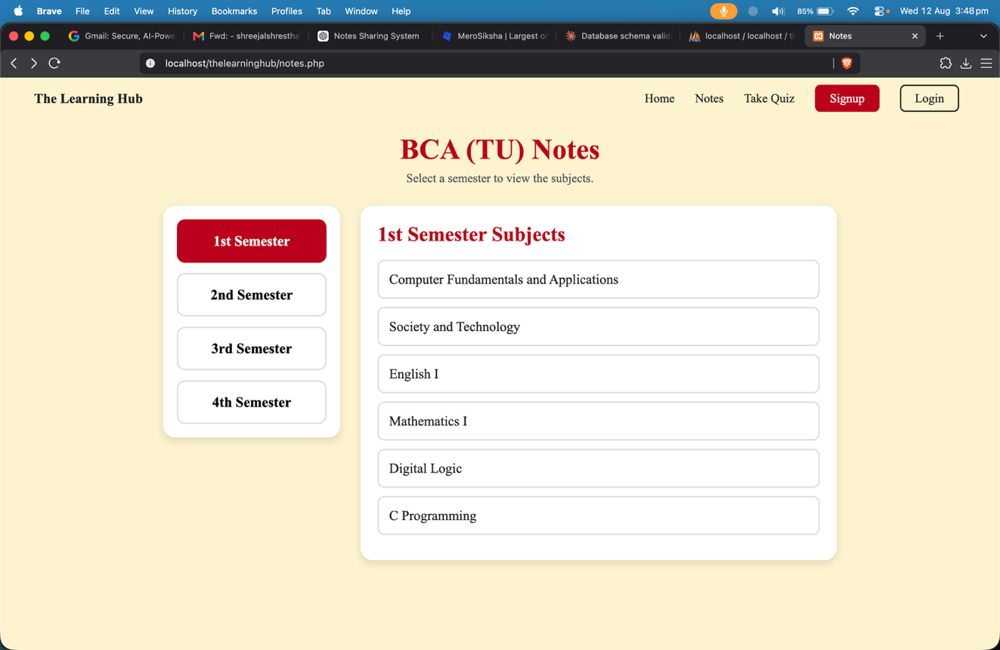 Brave File Edit View History Bookmarks Profiles Tab Window Help 85% Wed 12 Aug 3:48 pm
Gmail: Secure, AI-Powe Fwd: - shreejalshrestha Notes Sharing System MeroSiksha | Largest or Database schema valid localhost / localhost / th Notes
localhost/thelearninghub/notes.php
The Learning Hub Home Notes Take Quiz Signup Login
BCA (TU) Notes
Select a semester to view the subjects.
1st Semester
2nd Semester
3rd Semester
4th Semester
1st Semester Subjects
Computer Fundamentals and Applications
Society and Technology
English I
Mathematics I
Digital Logic
C Programming